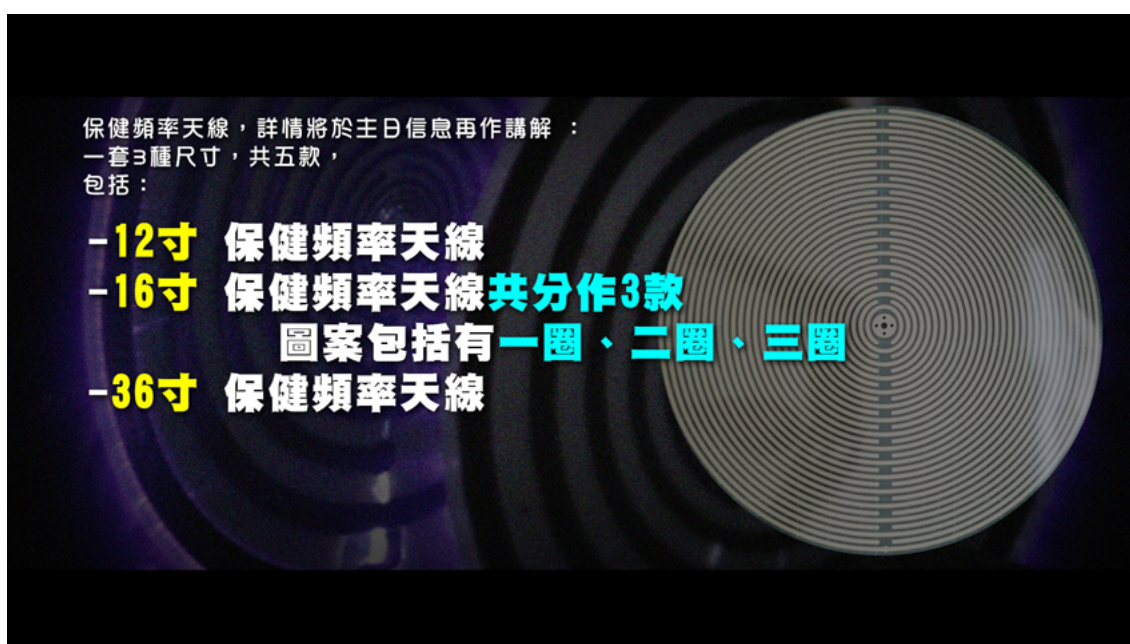 保健頻率天線，詳情將於主日信息再作講解 ：
一套3種尺寸，共五款，
包括：
-12寸 保健頻率天線
-16寸 保健頻率天線共分作3款
圖案包括有一圈、二圈、三圈
-36寸 保健頻率天線